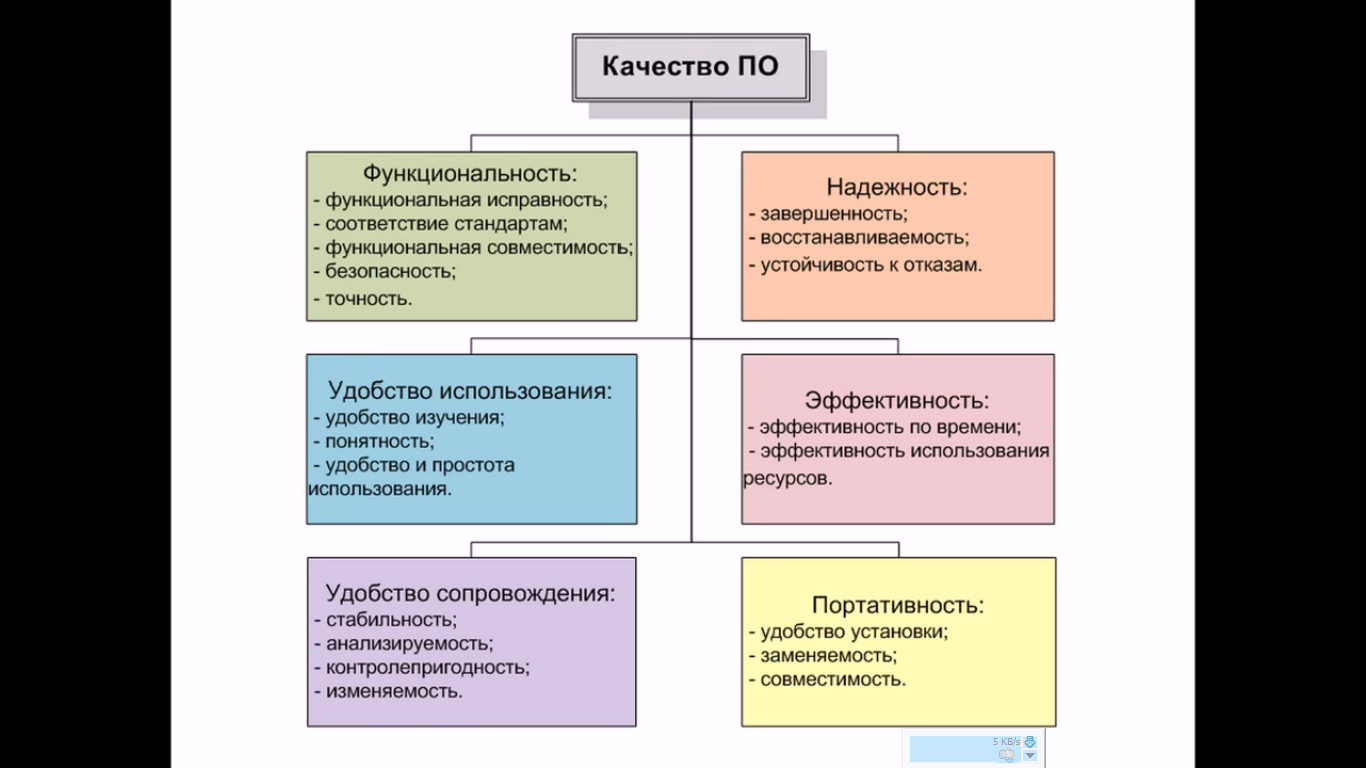 Качество ПО
Функциональность:
- функциональная исправность;
- соответствие стандартам;
- функциональная совместимость;
- безопасность;
- точность.
Надежность:
- завершенность;
- восстанавливаемость;
- устойчивость к отказам.
Удобство использования:
- удобство изучения;
- понятность;
- удобство и простота
использования.
Эффективность:
- эффективность по времени;
- эффективность использования
ресурсов.
Удобство сопровождения:
- стабильность;
- анализируемость;
- контролепригодность;
- изменяемость.
Портативность:
- удобство установки;
- заменяемость;
- совместимость.
5 KB/s